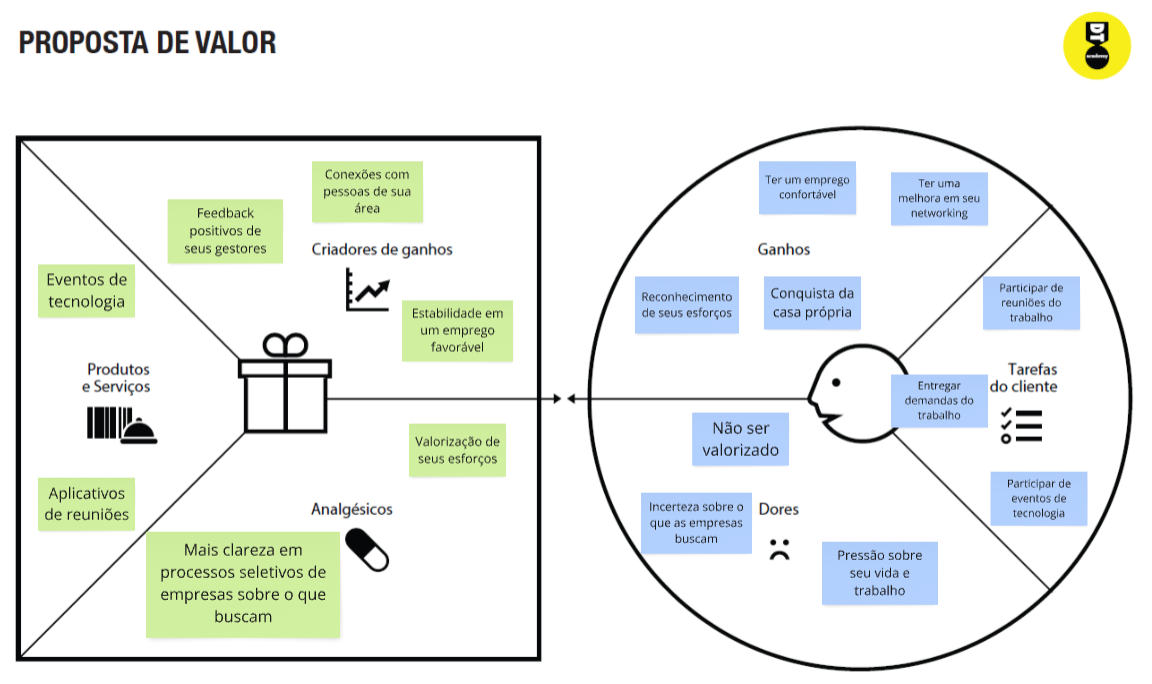 PROPOSTA DE VALOR
DT
academy
Conexões com
pessoas de sua
área
Feedback
positivos de
seus gestores
Criadores de ganhos
Eventos de
tecnologia
Estabilidade em
um emprego
favorável
Produtos
e Serviços
Valorização de
seus esforços
Aplicativos
de reuniões
Analgésicos
Mais clareza em
processos seletivos de
empresas sobre o que
buscam
Ter um emprego
confortável
Ter uma
melhora em seu
networking
Ganhos
Reconhecimento
de seus esforços
Conquista da
casa própria
Participar de
reuniões do
trabalho
Tarefas
do cliente
Entregar
demandas do
trabalho
Não ser
valorizado
Participar de
eventos de
tecnologia
Incerteza sobre o
que as empresas
buscam
Dores
Pressão sobre
seu vida e
trabalho